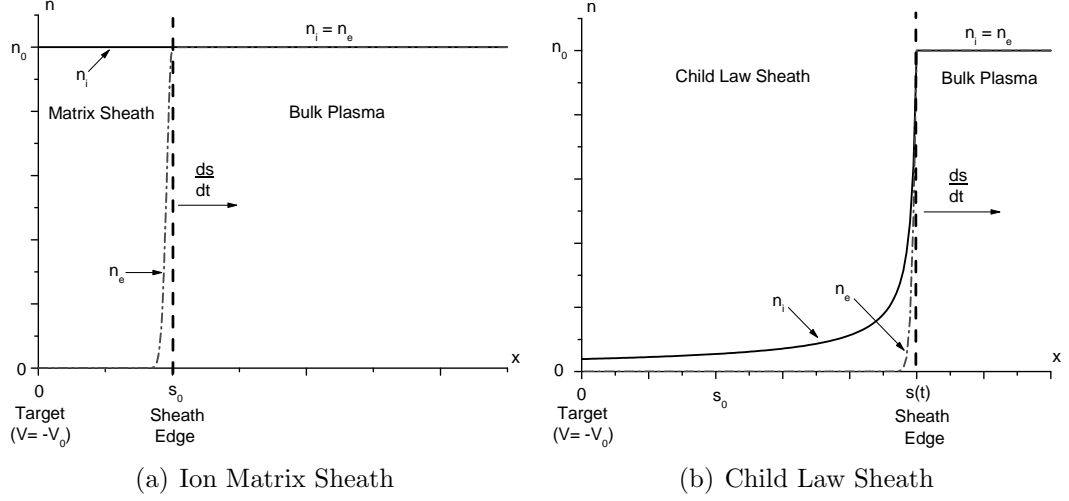 n
n₀
nᵢ = nₑ
nᵢ
Matrix Sheath
Bulk Plasma
ds
dt
nₑ
0
x
0
s₀
Target
Sheath
(V= -V₀)
Edge
(a) Ion Matrix Sheath
n
n₀
nᵢ = nₑ
Child Law Sheath
Bulk Plasma
ds
dt
nᵢ
nₑ
0
x
0
s₀
s(t)
Target
Sheath
(V= -V₀)
Edge
(b) Child Law Sheath